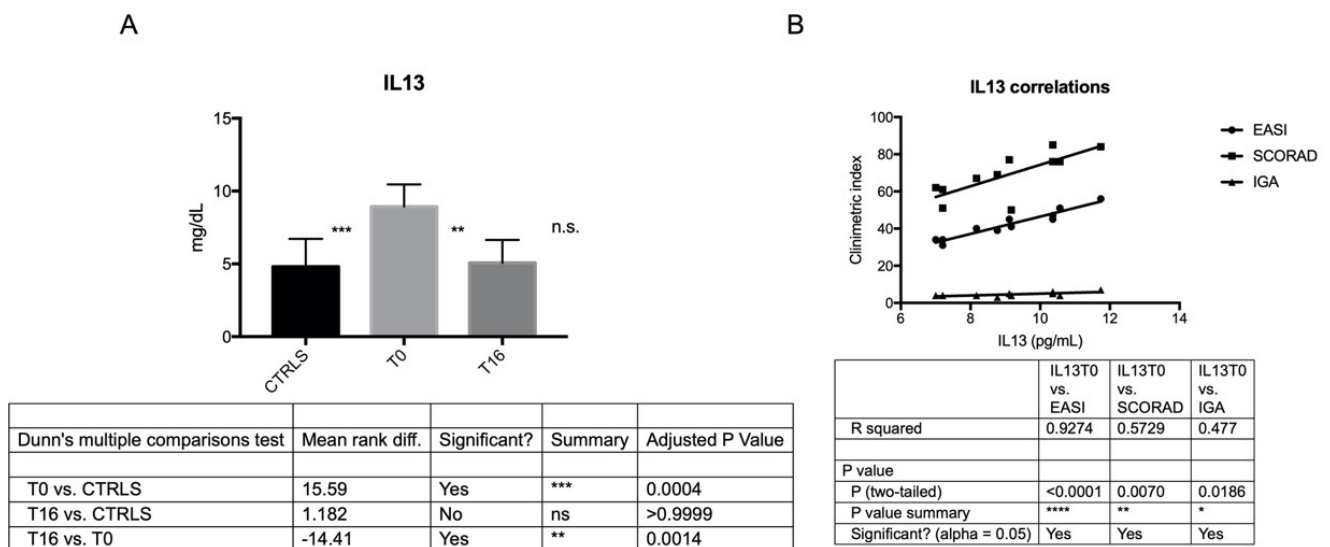 A
B
IL13
15
10
5
0
mg/dL
***
**
n.s.
CTRLS
T0
T16
IL13 correlations
100
80
60
40
20
0
Clinimetric index
6 8 10 12 14
IL13 (pg/mL)
EASI
SCORAD
IGA
Dunn's multiple comparisons test Mean rank diff. Significant? Summary Adjusted P Value
T0 vs. CTRLS 15.59 Yes *** 0.0004
T16 vs. CTRLS 1.182 No ns >0.9999
T16 vs. T0 -14.41 Yes ** 0.0014
IL13T0 IL13T0 IL13T0
vs. vs. vs.
EASI SCORAD IGA
R squared 0.9274 0.5729 0.477
P value
P (two-tailed) <0.0001 0.0070 0.0186
P value summary **** ** *
Significant? (alpha = 0.05) Yes Yes Yes